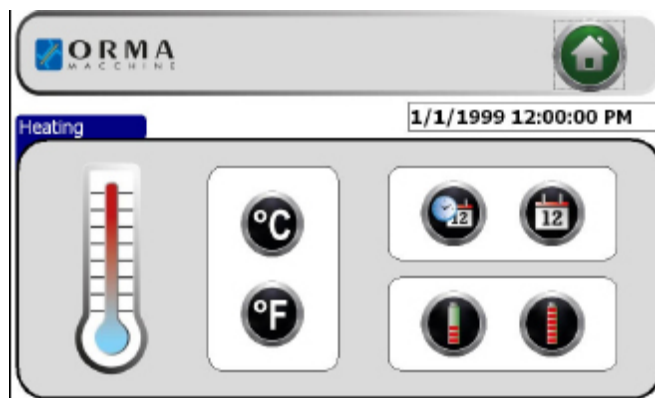 ORMA
MACCHINE
1/1/1999 12:00:00 PM
Heating
°C
12
12
°F